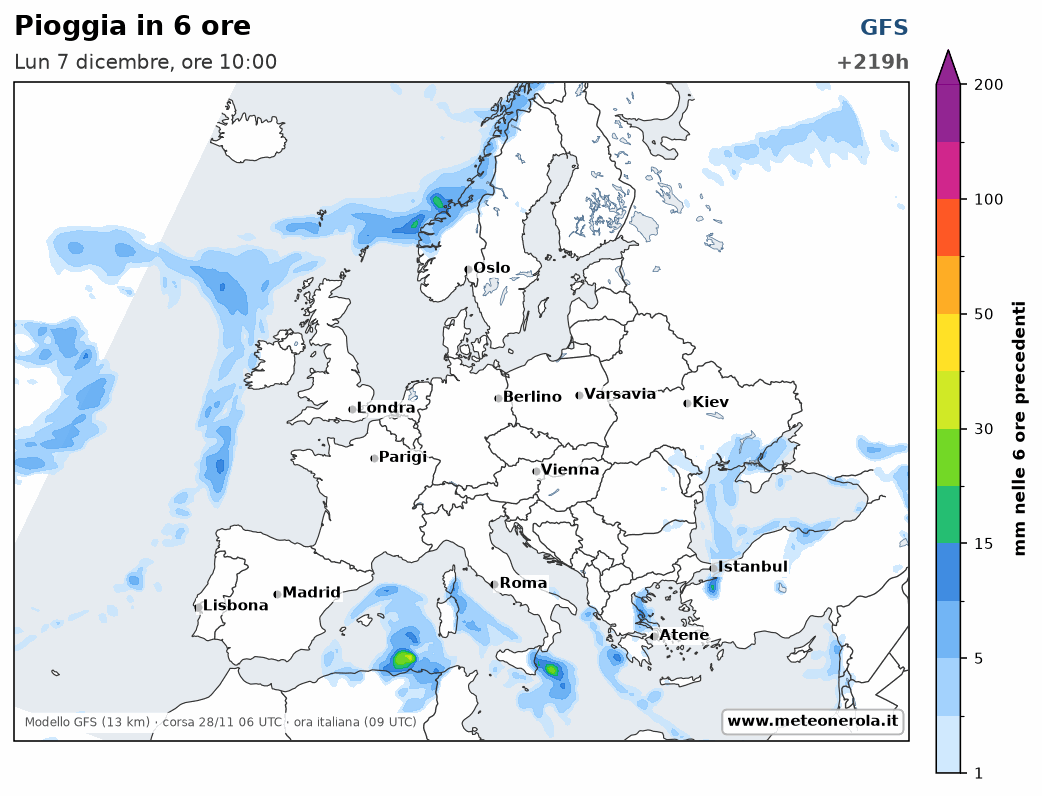 Pioggia in 6 ore
GFS
Lun 7 dicembre, ore 10:00
+219h
200
100
50
30
15
5
1
mm nelle 6 ore precedenti
Oslo
Berlino
Varsavia
Kiev
Londra
Parigi
Vienna
Istanbul
Roma
Madrid
Lisbona
Atene
Modello GFS (13 km) · corsa 28/11 06 UTC · ora italiana (09 UTC)
www.meteonerola.it